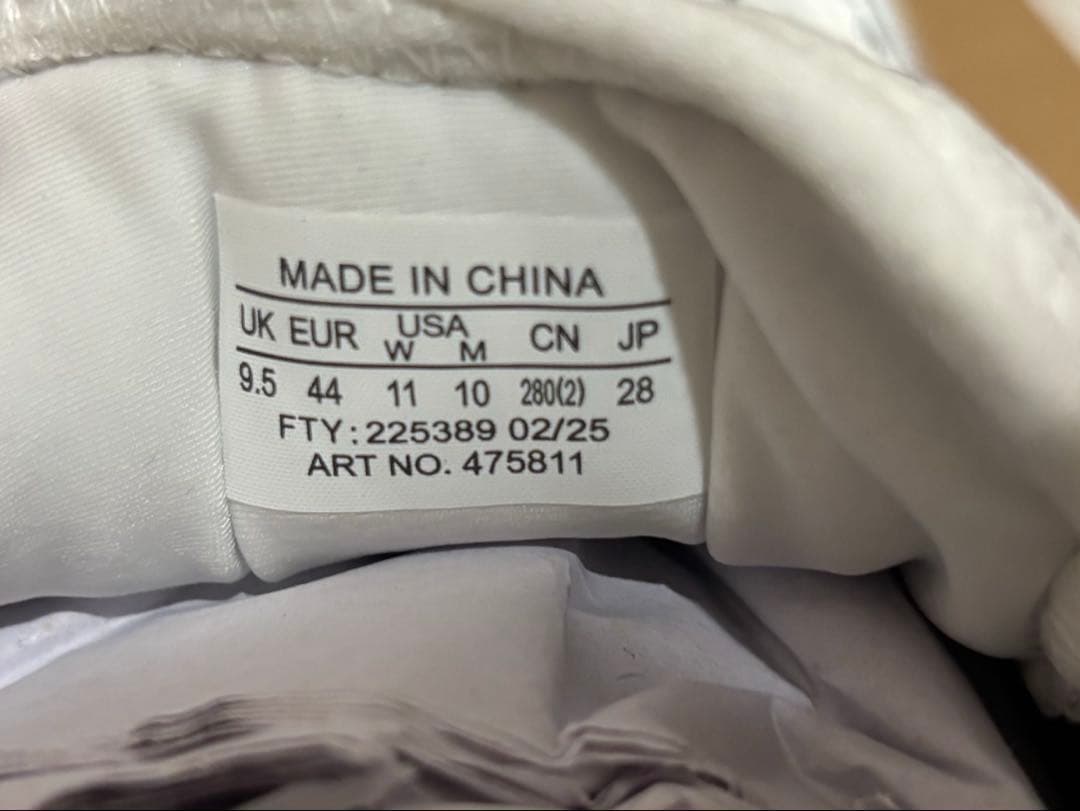 MADE IN CHINA
UK EUR USA CN JP
W M
9.5 44 11 10 280(2) 28
FTY: 225389 02/25
ART NO. 475811